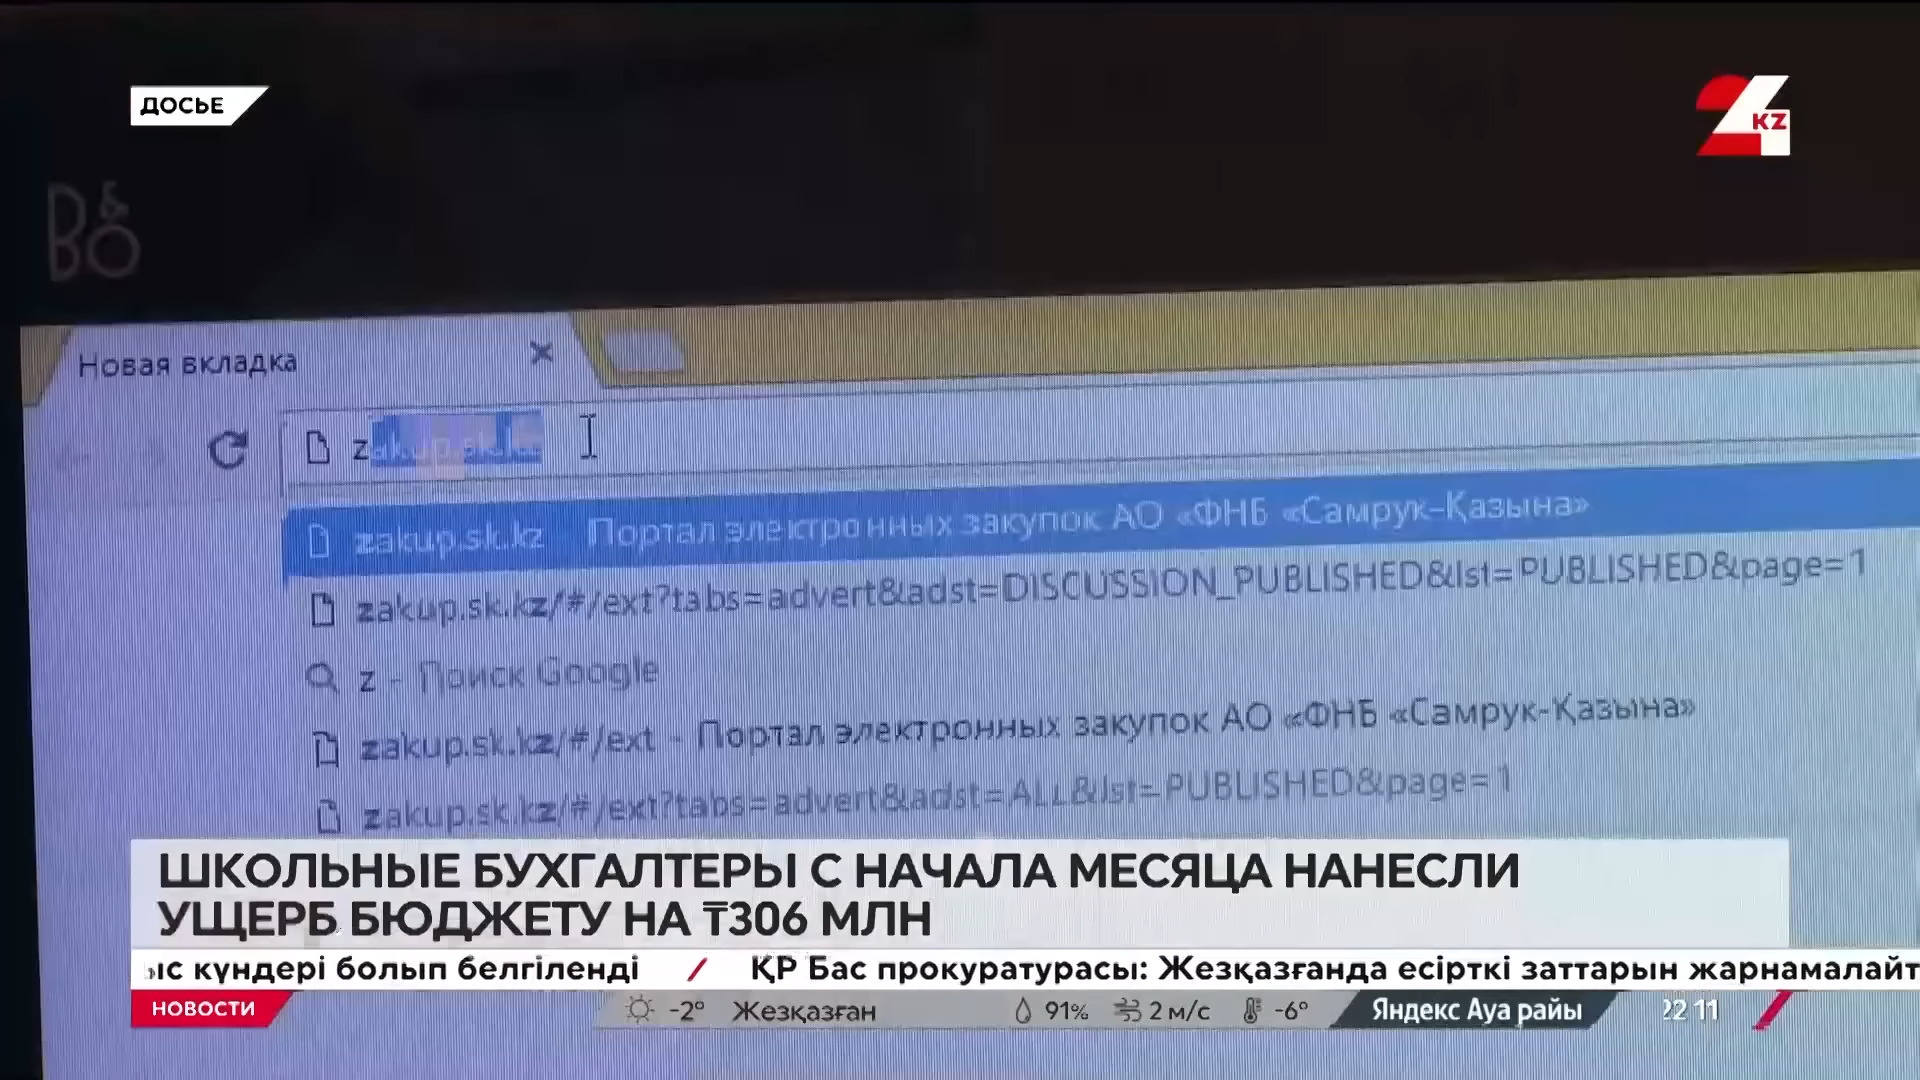 ДОСЬЕ
24 KZ
B&O
Новая вкладка
zakup.sk.kz
zakup.sk.kz Портал электронных закупок АО «ФНБ «Самрук-Қазына»
zakup.sk.kz/#/ext?tabs=advert&adst=DISCUSSION_PUBLISHED&lst=PUBLISHED&page=1
z - Поиск Google
zakup.sk.kz/#/ext - Портал электронных закупок АО «ФНБ «Самрук-Қазына»
zakup.sk.kz/#/ext?tabs=advert&adst=ALL&lst=PUBLISHED&page=1
ШКОЛЬНЫЕ БУХГАЛТЕРЫ С НАЧАЛА МЕСЯЦА НАНЕСЛИ
УЩЕРБ БЮДЖЕТУ НА ₸306 МЛН
ыс күндері болып белгіленді / ҚР Бас прокуратурасы: Жезқазғанда есірткі заттарын жарнамалайт
НОВОСТИ
-2° Жезқазған 91% 2 м/с -6° Яндекс Ауа райы 22 11